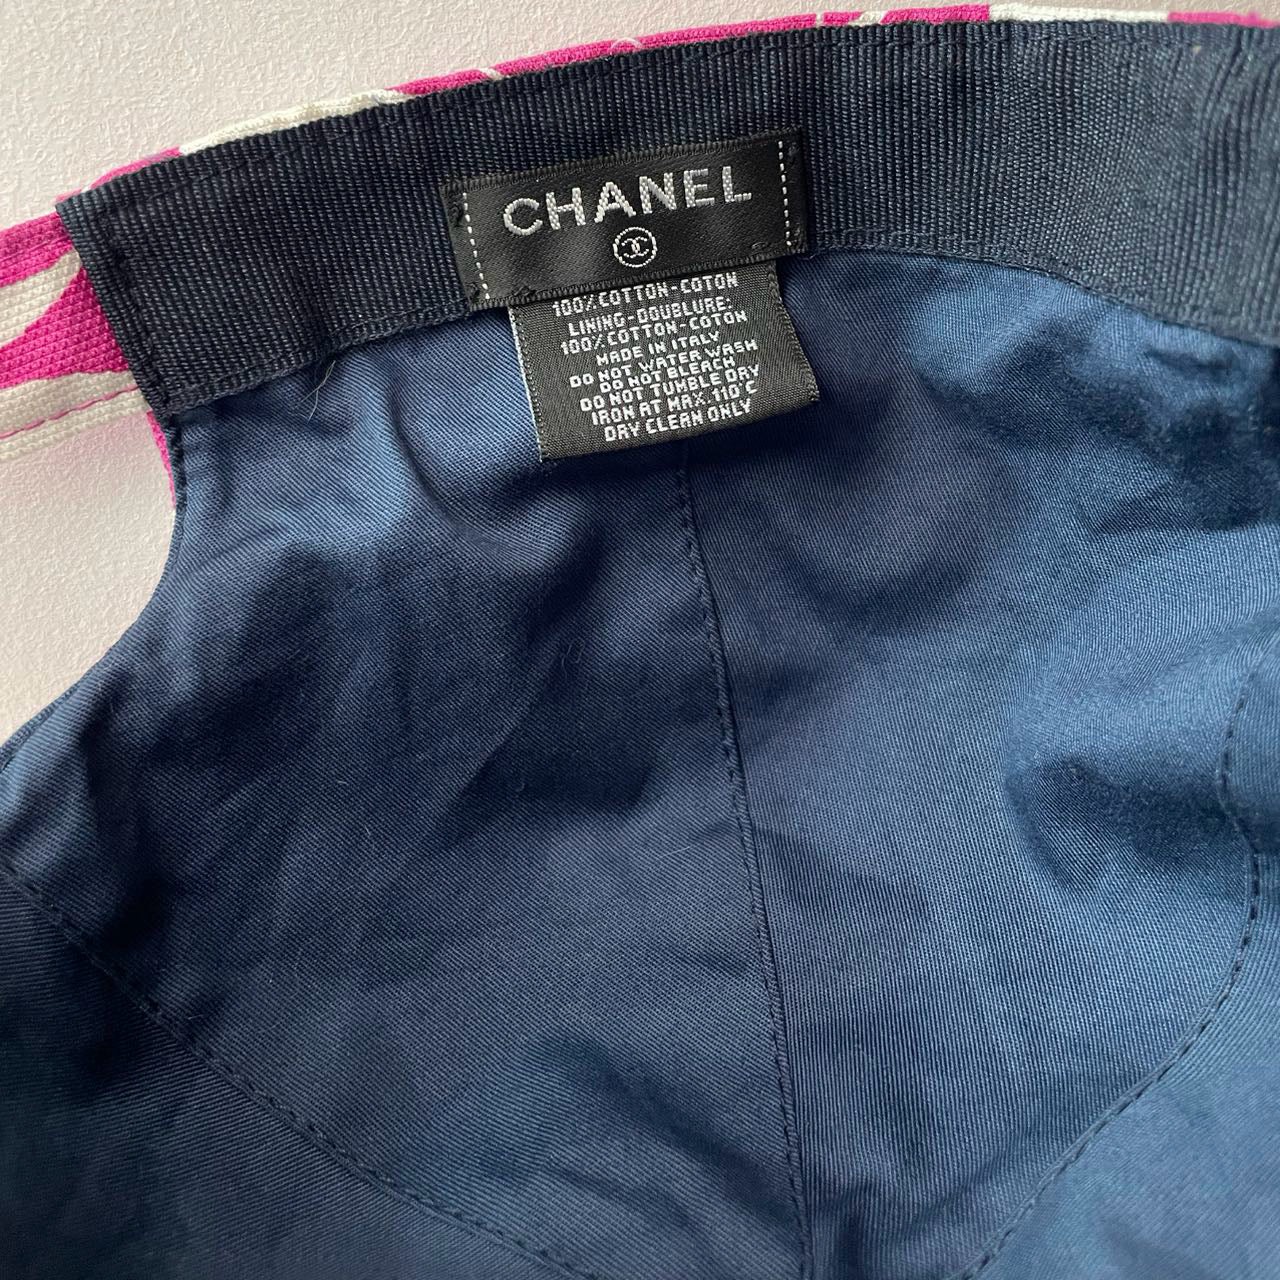 CHANEL
100% COTTON-COTON
LINING-DOUBLURE:
100% COTTON-COTON
MADE IN ITALY
DO NOT WATER WASH
DO NOT BLEACH
DO NOT TUMBLE DRY
IRON AT MAX 110°C
DRY CLEAN ONLY